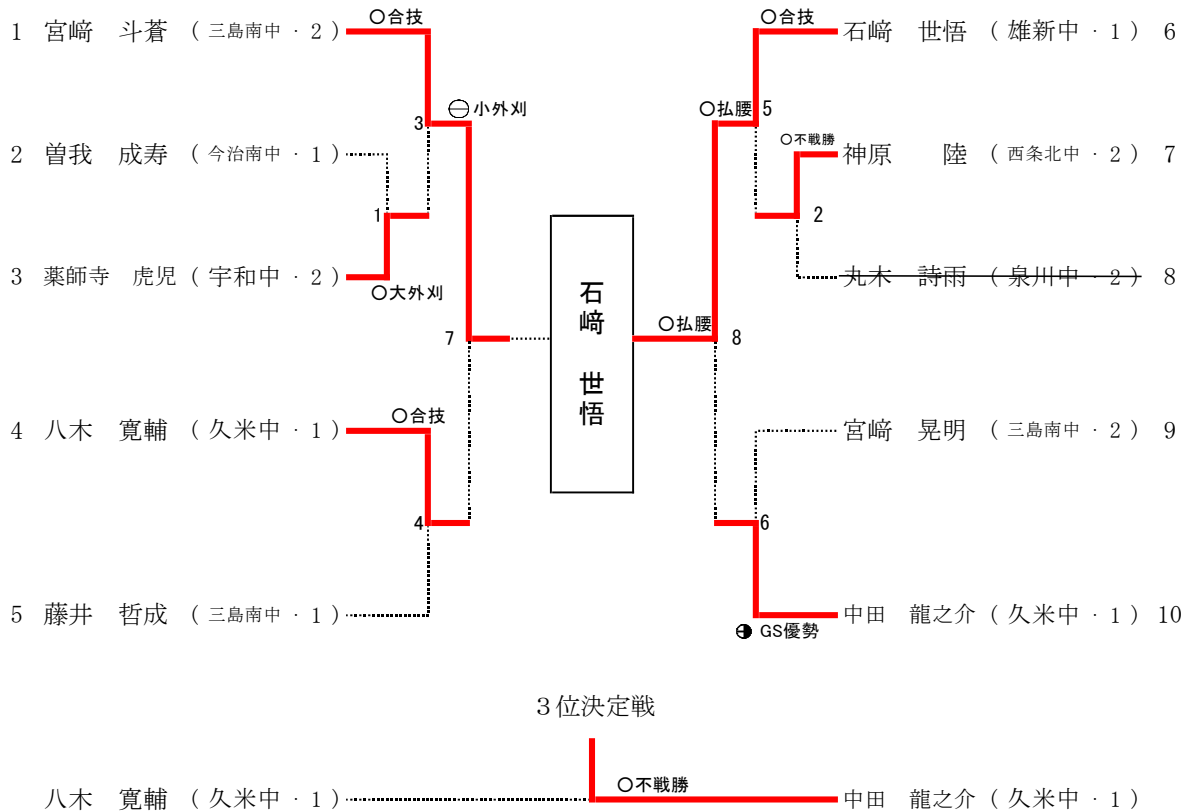 ○合技
○合技
1 宮﨑 斗蒼 (三島南中・2)
石﨑 世悟 (雄新中・1) 6
小外刈
3
○払腰 5
○不戦勝
2 曽我 成寿 (今治南中・1)
神原 陸 (西条北中・2) 7
1
2
3 薬師寺 虎児 (宇和中・2)
丸木 詩雨 (泉川中・2) 8
○大外刈
石﨑 世悟
○払腰
7
8
○合技
4 八木 寛輔 (久米中・1)
宮﨑 晃明 (三島南中・2) 9
4
6
5 藤井 哲成 (三島南中・1)
中田 龍之介 (久米中・1) 10
GS優勢
3位決定戦
○不戦勝
八木 寛輔 (久米中・1)
中田 龍之介 (久米中・1)